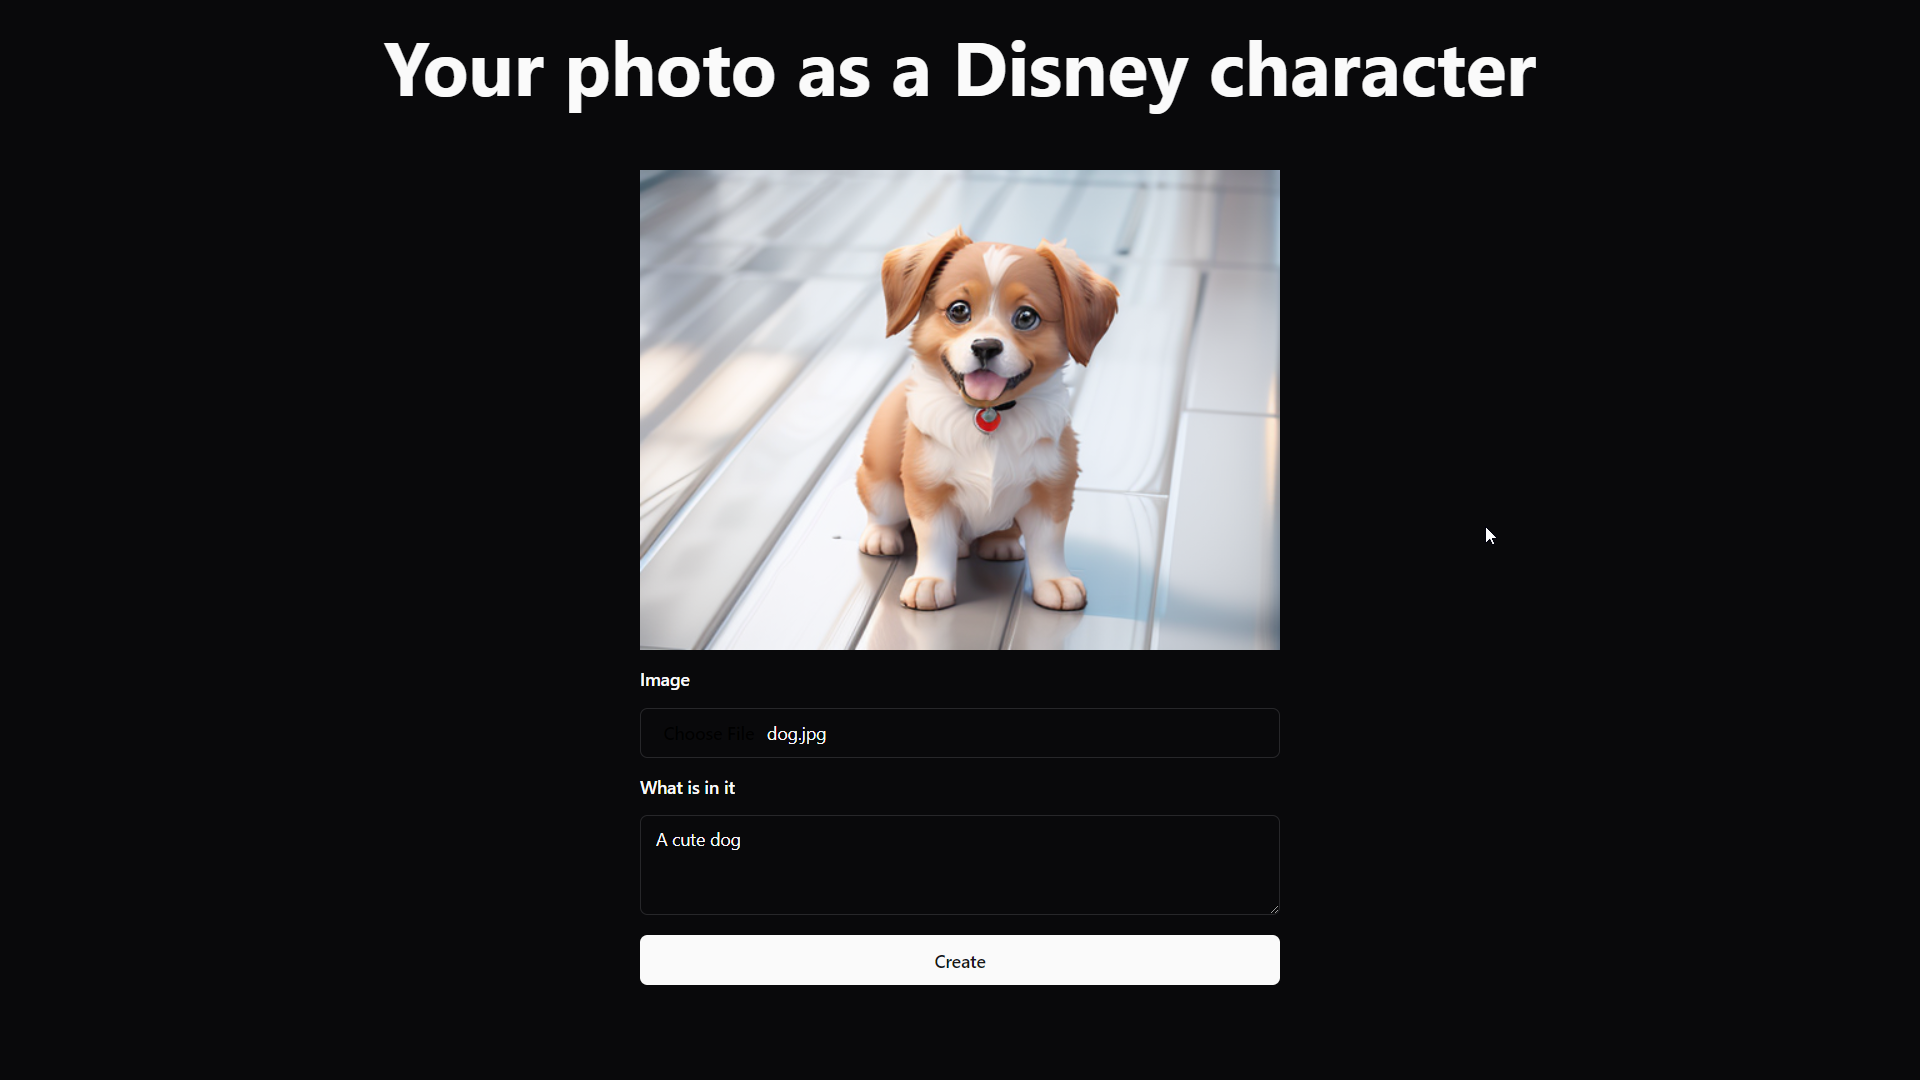 Your photo as a Disney character
Image
Choose File dog.jpg
What is in it
A cute dog
Create